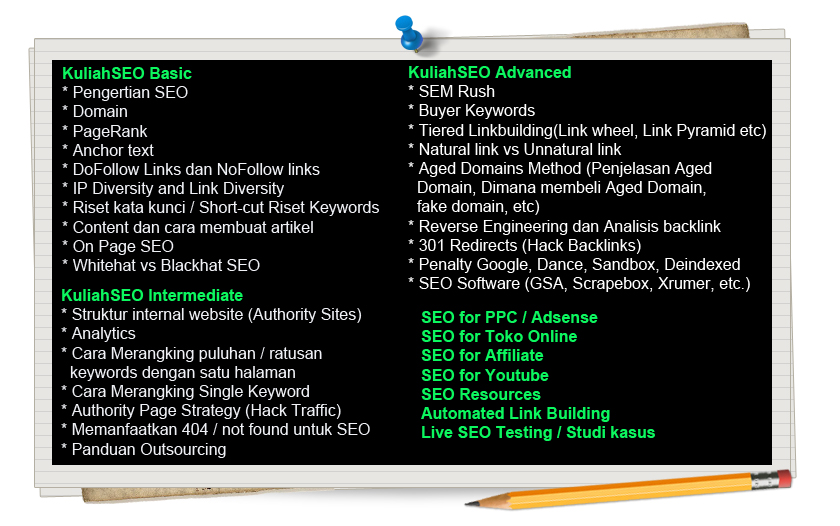 KuliahSEO Basic
* Pengertian SEO
* Domain
* PageRank
* Anchor text
* DoFollow Links dan NoFollow links
* IP Diversity and Link Diversity
* Riset kata kunci / Short-cut Riset Keywords
* Content dan cara membuat artikel
* On Page SEO
* Whitehat vs Blackhat SEO
KuliahSEO Intermediate
* Struktur internal website (Authority Sites)
* Analytics
* Cara Merangking puluhan / ratusan
keywords dengan satu halaman
* Cara Merangking Single Keyword
* Authority Page Strategy (Hack Traffic)
* Memanfaatkan 404 / not found untuk SEO
* Panduan Outsourcing
KuliahSEO Advanced
* SEM Rush
* Buyer Keywords
* Tiered Linkbuilding(Link wheel, Link Pyramid etc)
* Natural link vs Unnatural link
* Aged Domains Method (Penjelasan Aged
Domain, Dimana membeli Aged Domain,
fake domain, etc)
* Reverse Engineering dan Analisis backlink
* 301 Redirects (Hack Backlinks)
* Penalty Google, Dance, Sandbox, Deindexed
* SEO Software (GSA, Scrapebox, Xrumer, etc.)
SEO for PPC / Adsense
SEO for Toko Online
SEO for Affiliate
SEO for Youtube
SEO Resources
Automated Link Building
Live SEO Testing / Studi kasus